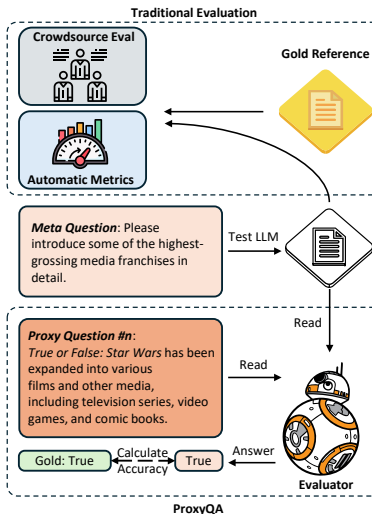 Traditional Evaluation
Crowdsource Eval
Gold Reference
Automatic Metrics
Meta Question: Please
introduce some of the highest-
grossing media franchises in
detail.
Test LLM
Read
Proxy Question #n:
True or False: Star Wars has been
expanded into various
films and other media,
including television series, video
games, and comic books.
Read
Gold: True
Calculate
Accuracy
True
Answer
Evaluator
ProxyQA